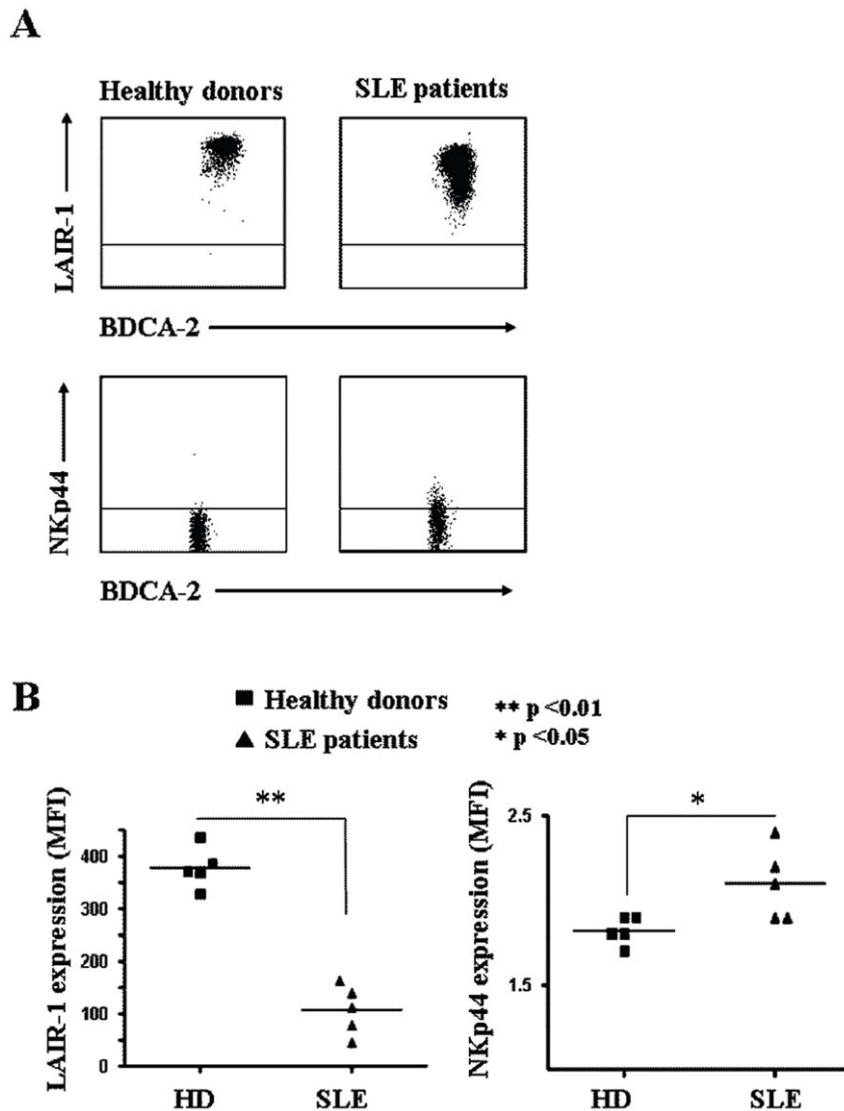 A
Healthy donors SLE patients
LAIR-1
BDCA-2
NKp44
BDCA-2
B
Healthy donors
** p <0.01
SLE patients
* p <0.05
LAIR-1 expression (MFI)
400
300
200
100
0
**
HD SLE
NKp44 expression (MFI)
2.5
1.5
*
HD SLE